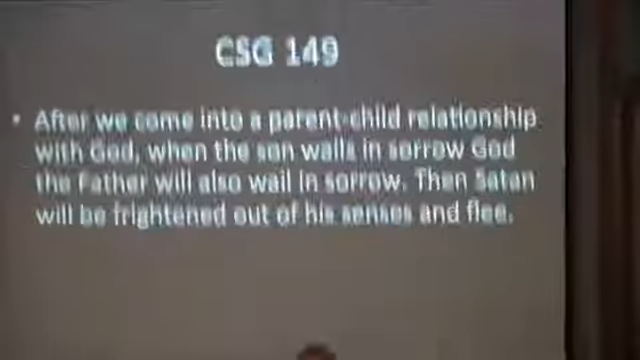 CSG 149
• After we come into a parent-child relationship
with God, when the son wails in sorrow God
the Father will also wail in sorrow. Then Satan
will be frightened out of his senses and flee.